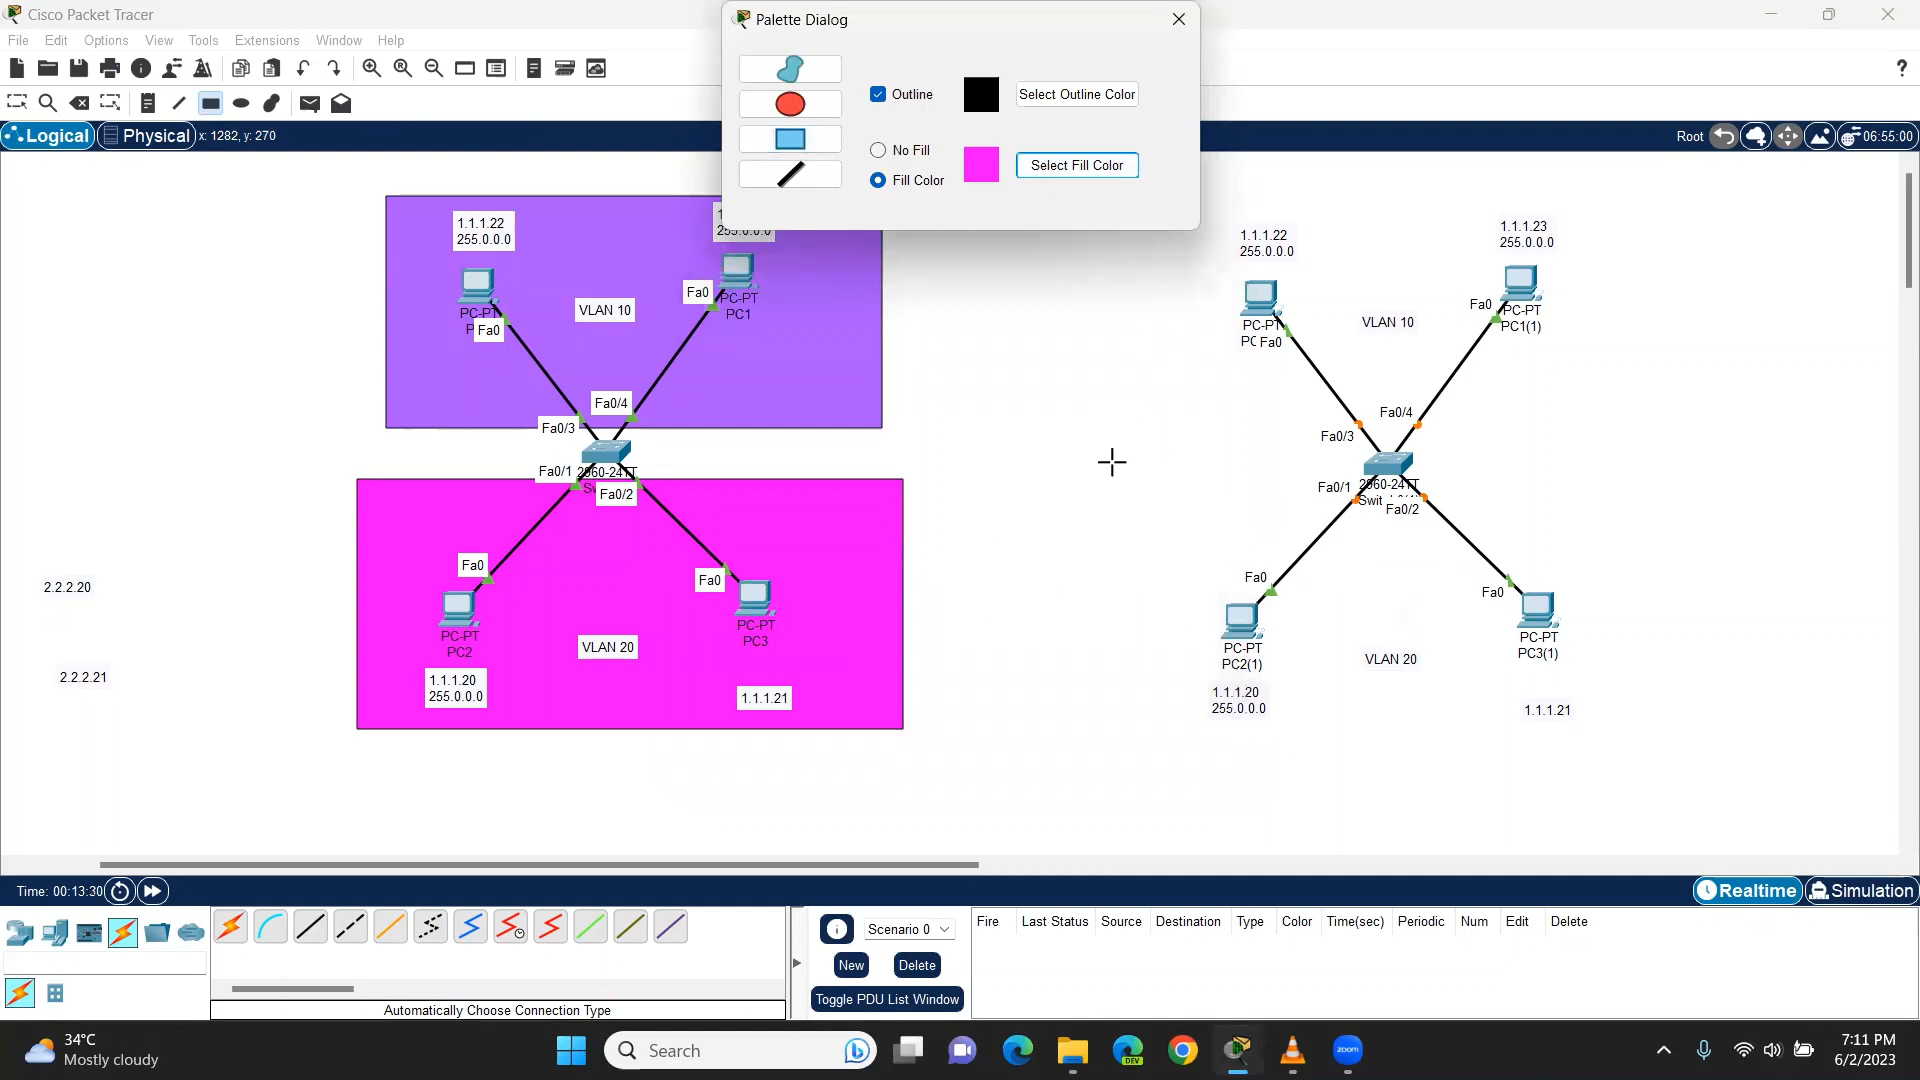 Cisco Packet Tracer
File Edit Options View Tools Extensions Window Help
Palette Dialog
Outline
Select Outline Color
No Fill
Fill Color
Select Fill Color
Logical
Physical
x: 1282, y: 270
Root
06:55:00
1.1.1.22
255.0.0.0
255.0.0.0
Fa0
PC-PT
PC1
VLAN 10
PC-PT
Fa0
Fa0/4
Fa0/3
Fa0/1
2960-24TT
Fa0/2
Fa0
PC-PT
PC2
VLAN 20
Fa0
PC-PT
PC3
1.1.1.20
255.0.0.0
1.1.1.21
2.2.2.20
2.2.2.21
1.1.1.22
255.0.0.0
1.1.1.23
255.0.0.0
PC-PT
Fa0
VLAN 10
Fa0
PC-PT
PC1(1)
Fa0/4
Fa0/3
Fa0/1
2960-24TT
Fa0/2
Fa0
PC-PT
PC2(1)
VLAN 20
Fa0
PC-PT
PC3(1)
1.1.1.20
255.0.0.0
1.1.1.21
Time: 00:13:30
Realtime
Simulation
Automatically Choose Connection Type
Scenario 0
New
Delete
Toggle PDU List Window
Fire Last Status Source Destination Type Color Time(sec) Periodic Num Edit Delete
34°C
Mostly cloudy
Search
DEV
zoom
7:11 PM
6/2/2023